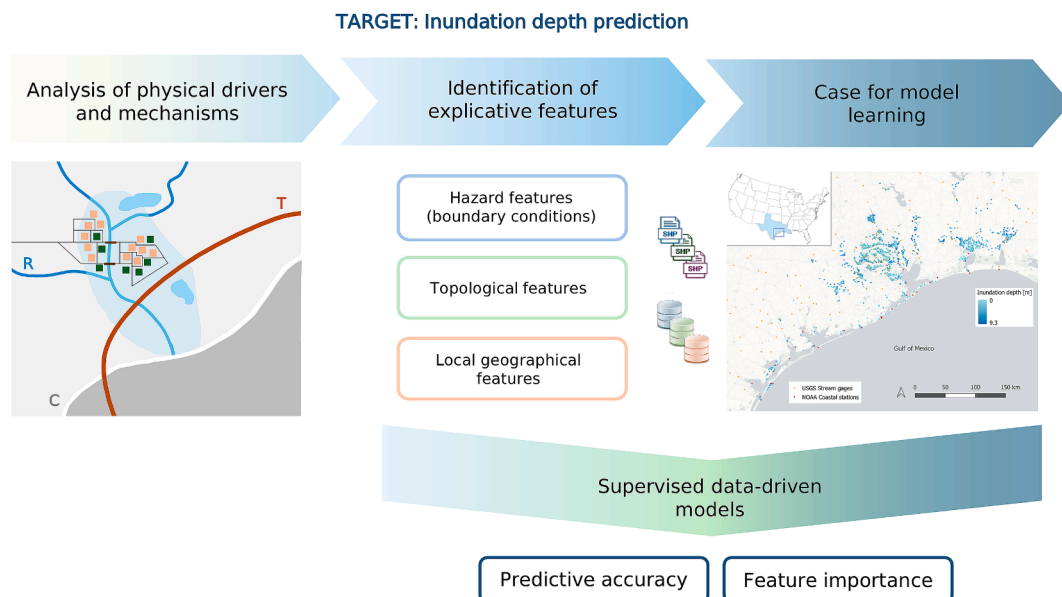 TARGET: Inundation depth prediction
Analysis of physical drivers
and mechanisms
Identification of
explicative features
Case for model
learning
T
R
C
Hazard features
(boundary conditions)
Topological features
Local geographical
features
SHP
SHP
SHP
Inundation depth [m]
0
9.3
Gulf of Mexico
USGS Stream gages
NOAA Coastal stations
0
50
100
150 km
Supervised data-driven
models
Predictive accuracy
Feature importance